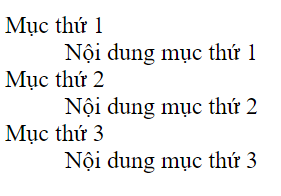 Mục thứ 1
Nội dung mục thứ 1
Mục thứ 2
Nội dung mục thứ 2
Mục thứ 3
Nội dung mục thứ 3